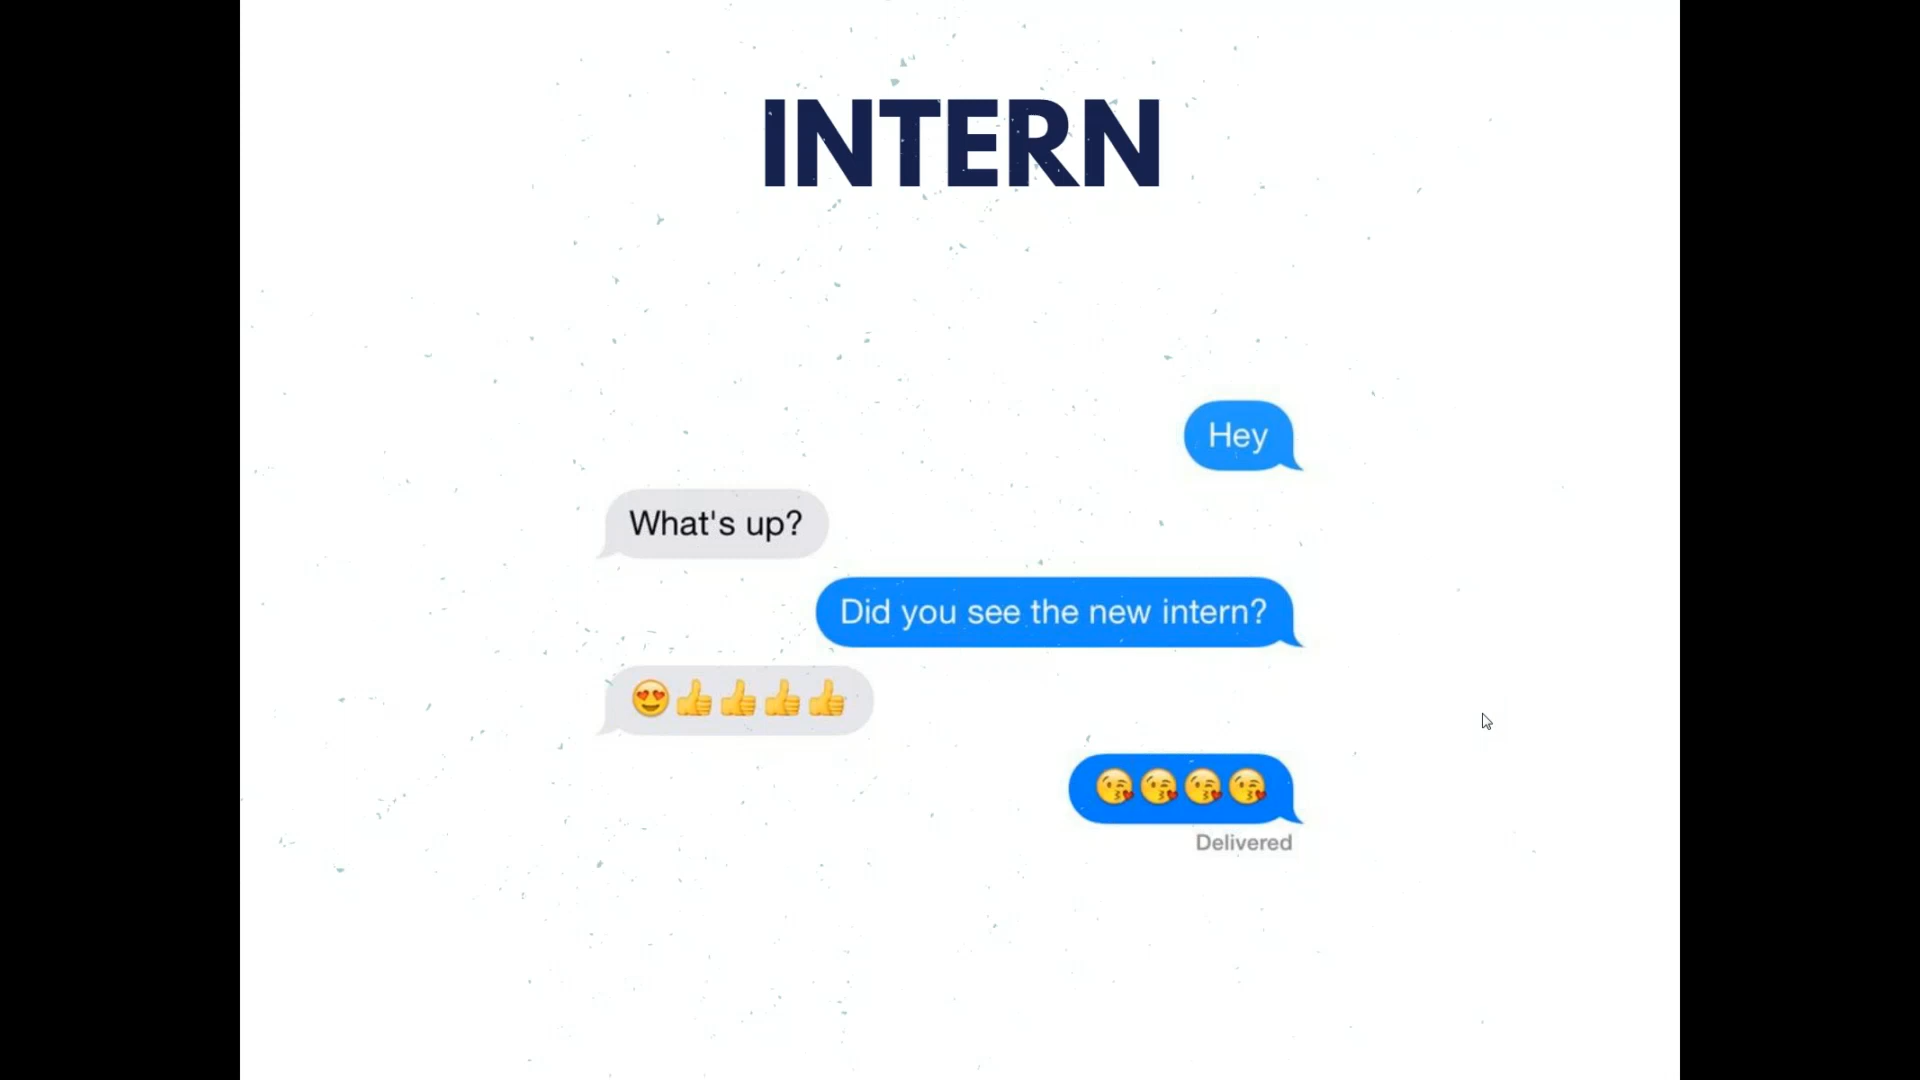 INTERN
Hey
What's up?
Did you see the new intern?
😍👍👍👍👍
😘😘😘😘
Delivered